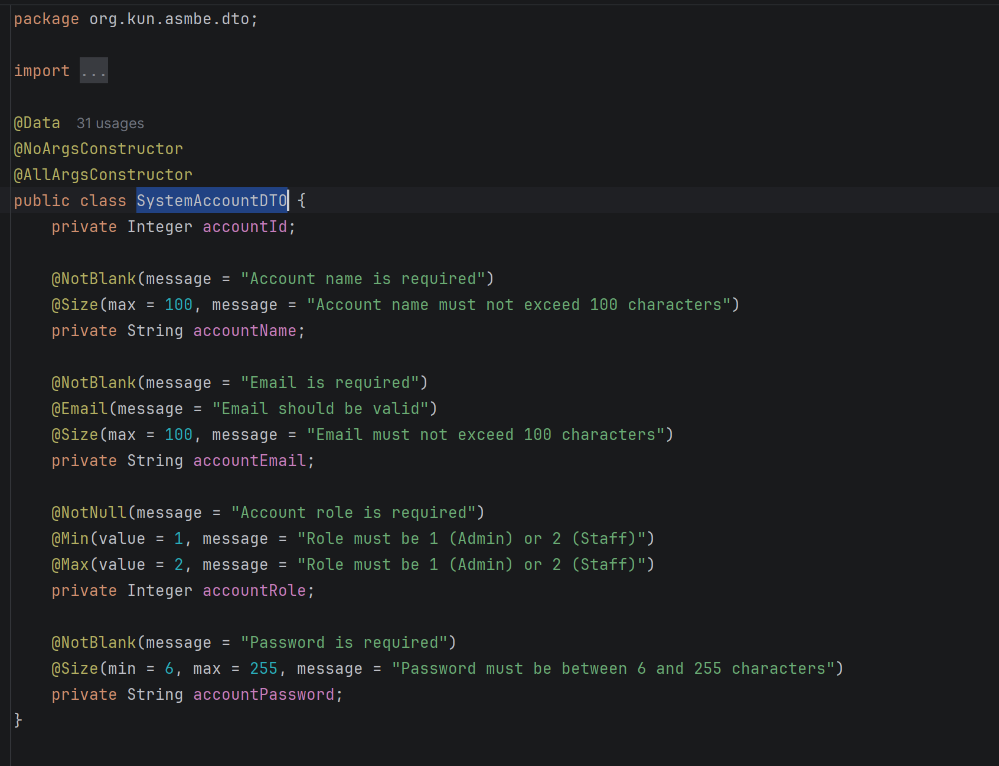 package org.kun.asmbe.dto;
import ...
@Data 31 usages
@NoArgsConstructor
@AllArgsConstructor
public class SystemAccountDTO {
private Integer accountId;
@NotBlank(message = "Account name is required")
@Size(max = 100, message = "Account name must not exceed 100 characters")
private String accountName;
@NotBlank(message = "Email is required")
@Email(message = "Email should be valid")
@Size(max = 100, message = "Email must not exceed 100 characters")
private String accountEmail;
@NotNull(message = "Account role is required")
@Min(value = 1, message = "Role must be 1 (Admin) or 2 (Staff)")
@Max(value = 2, message = "Role must be 1 (Admin) or 2 (Staff)")
private Integer accountRole;
@NotBlank(message = "Password is required")
@Size(min = 6, max = 255, message = "Password must be between 6 and 255 characters")
private String accountPassword;
}